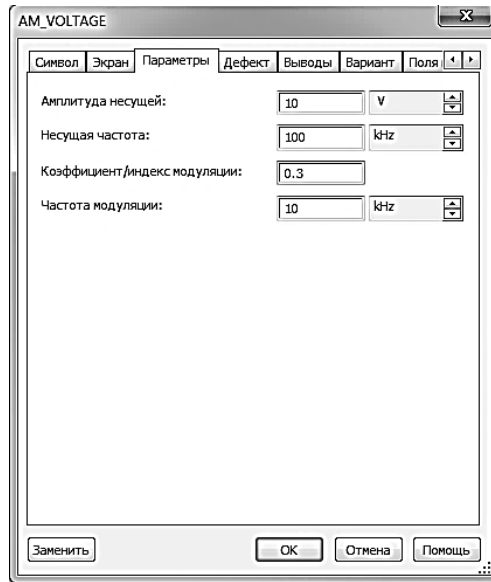 AM_VOLTAGE
Символ Экран Параметры Дефект Выводы Вариант Поля
Амплитуда несущей: 10 V
Несущая частота: 100 kHz
Коэффициент/индекс модуляции: 0.3
Частота модуляции: 10 kHz
Заменить OK Отмена Помощь